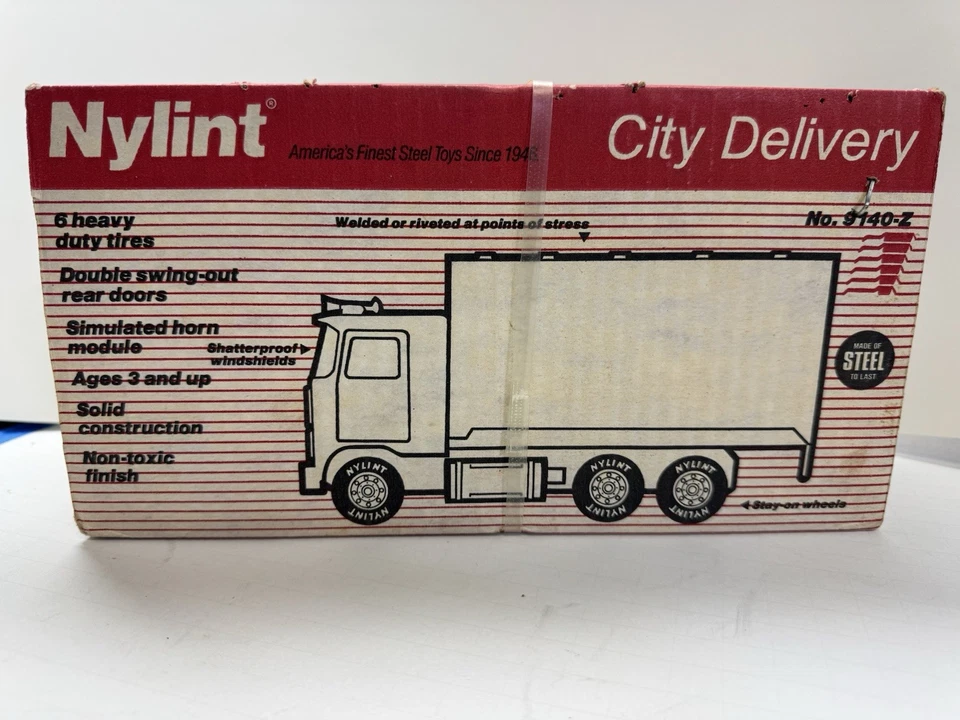 Nylint®
America's Finest Steel Toys Since 1946.
City Delivery
No. 9140-Z
6 heavy
duty tires
Double swing-out
rear doors
Simulated horn
module
Ages 3 and up
Solid
construction
Non-toxic
finish
Welded or riveted at points of stress
Shatterproof
windshields
MADE OF
STEEL
TO LAST
NYLINT
NYLINT
NYLINT
NYLINT
NYLINT
NYLINT
Stay-on wheels